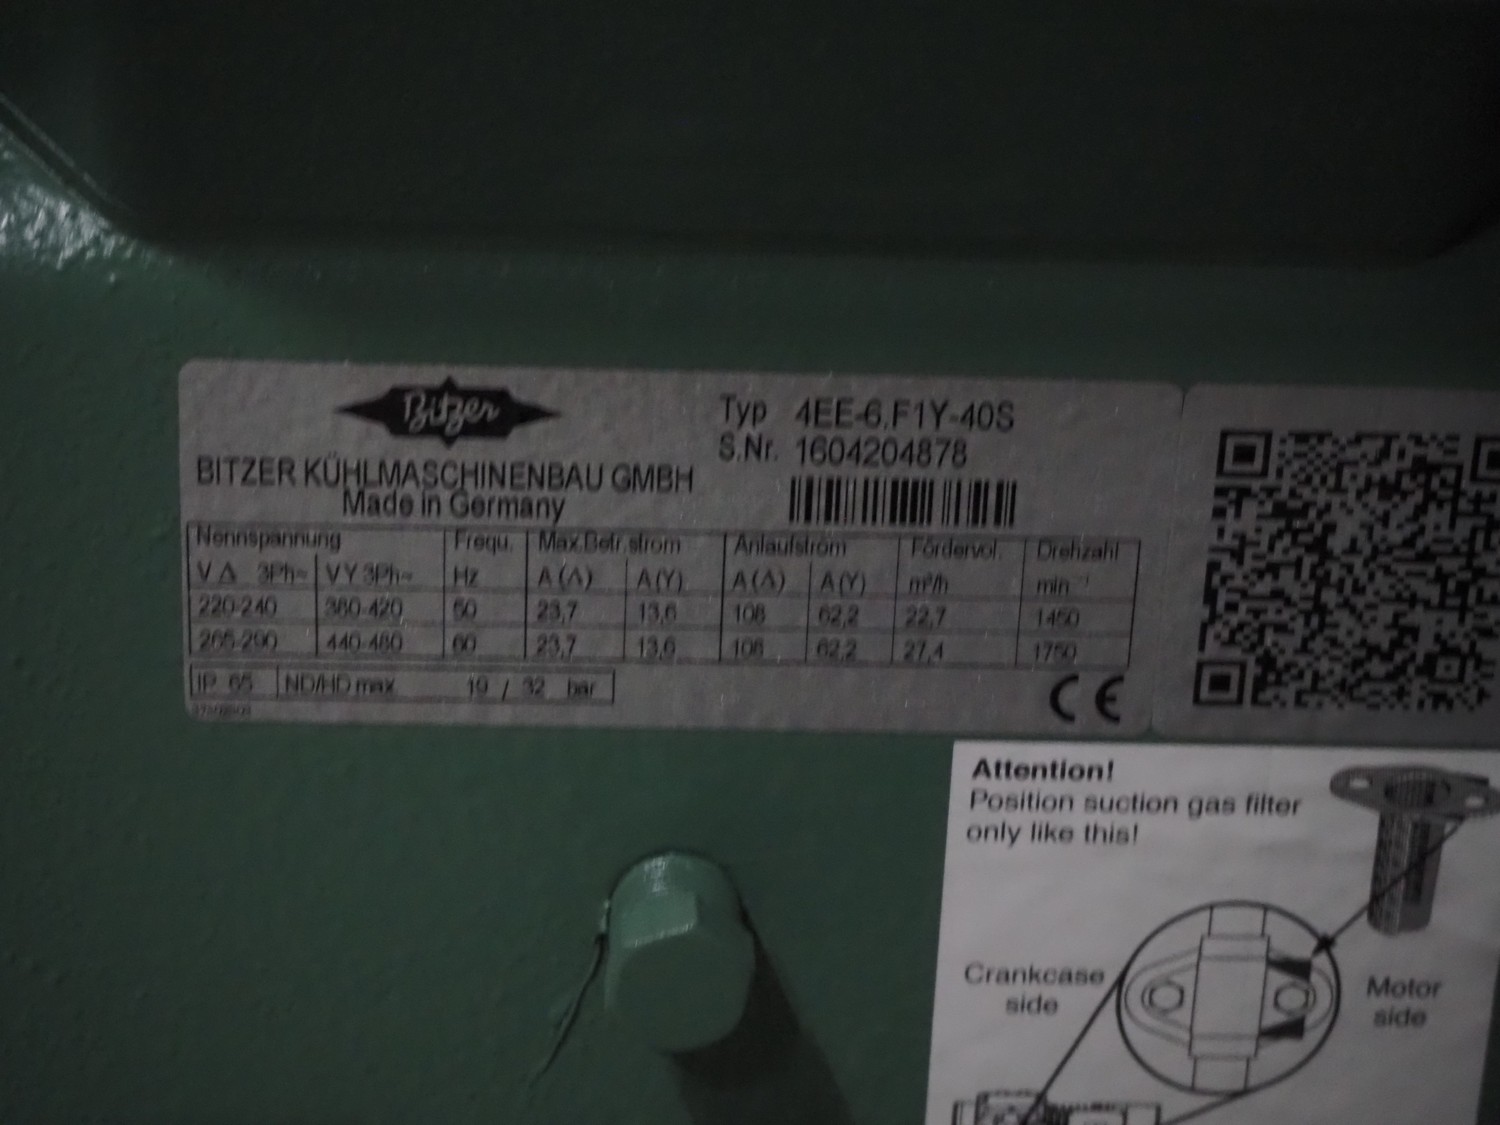 Bitzer
BITZER KÜHLMASCHINENBAU GMBH
Made in Germany
Typ 4EE-6.F1Y-40S
S.Nr. 1604204878
Nennspannung Frequ. Max.Betr.strom Anlaufstrom Fördervol. Drehzahl
V Δ 3Ph~ V Y 3Ph~ Hz A (Δ) A (Y) A (Δ) A (Y) m³/h min⁻¹
220-240 380-420 50 23,7 13,6 108 62,2 22,7 1450
265-290 440-480 60 23,7 13,6 108 62,2 27,4 1750
IP 65 ND/HD max 19 / 32 bar
CE
Attention!
Position suction gas filter
only like this!
Crankcase
side
Motor
side